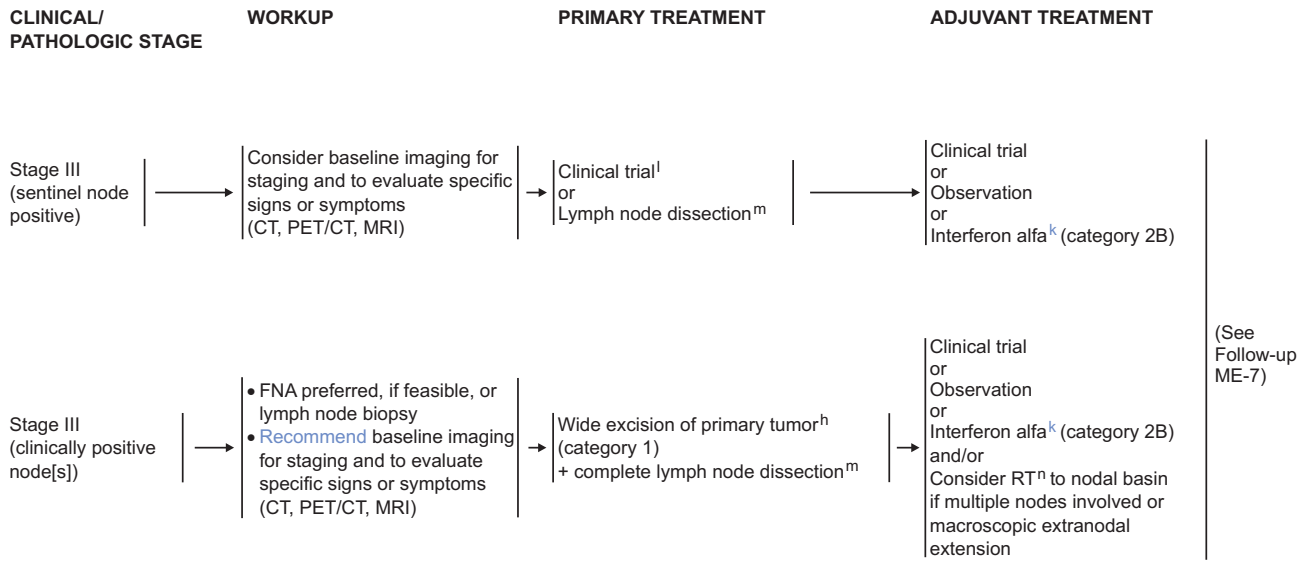 CLINICAL/
PATHOLOGIC STAGE
WORKUP
PRIMARY TREATMENT
ADJUVANT TREATMENT
Stage III
(sentinel node
positive)
Consider baseline imaging for
staging and to evaluate specific
signs or symptoms
(CT, PET/CT, MRI)
Clinical trial l
or
Lymph node dissection m
Clinical trial
or
Observation
or
Interferon alfa k (category 2B)
Stage III
(clinically positive
node[s])
• FNA preferred, if feasible, or
lymph node biopsy
• Recommend baseline imaging
for staging and to evaluate
specific signs or symptoms
(CT, PET/CT, MRI)
Wide excision of primary tumor h
(category 1)
+ complete lymph node dissection m
Clinical trial
or
Observation
or
Interferon alfa k (category 2B)
and/or
Consider RT n to nodal basin
if multiple nodes involved or
macroscopic extranodal
extension
(See
Follow-up
ME-7)